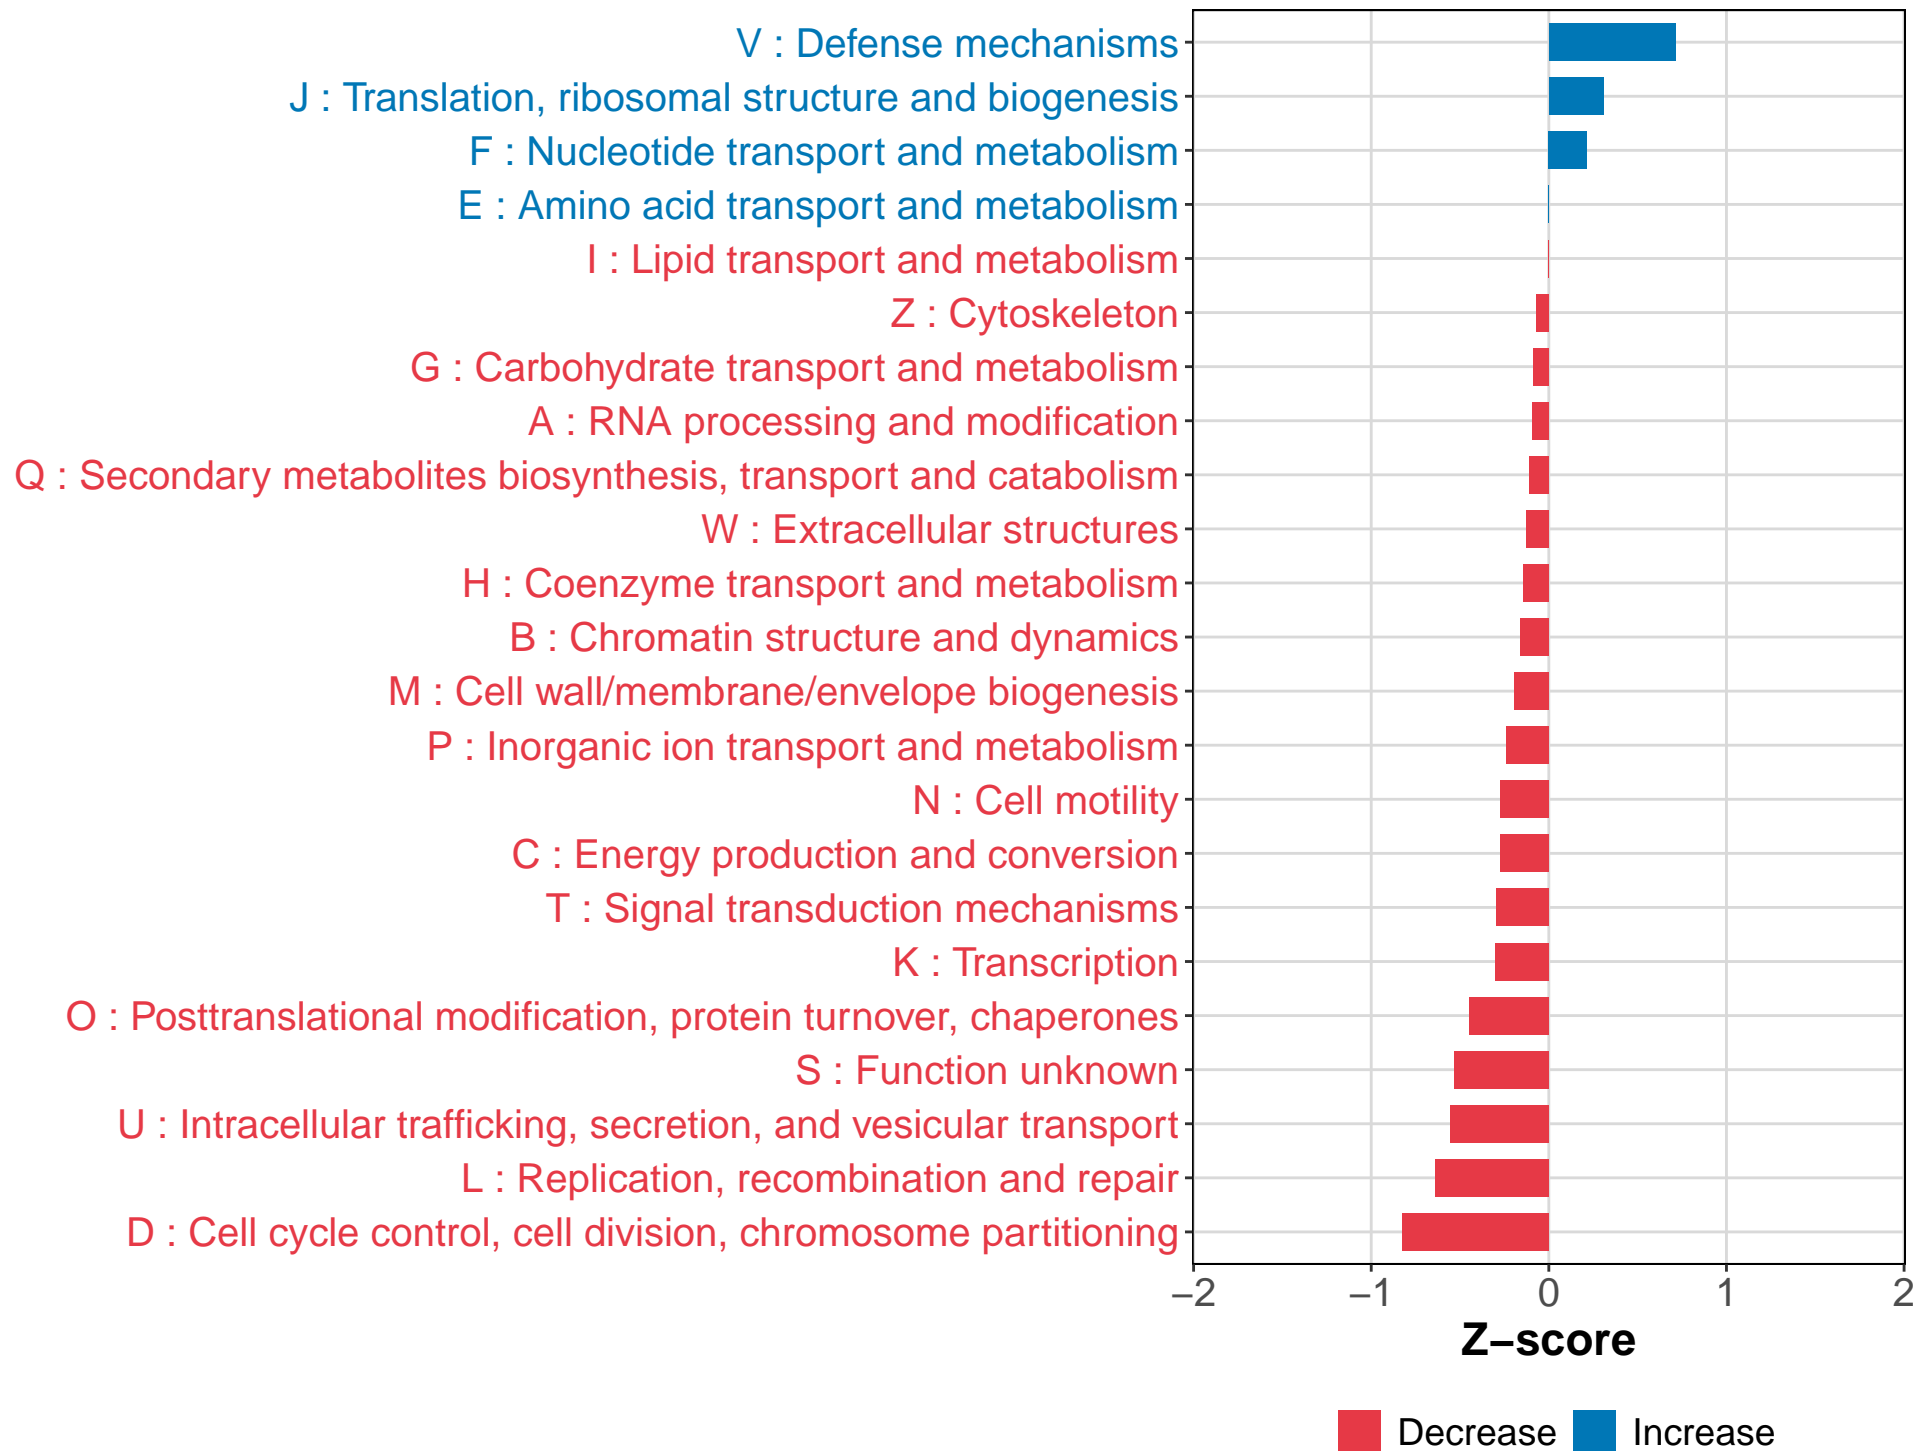 V : Defense mechanisms
J : Translation, ribosomal structure and biogenesis
F : Nucleotide transport and metabolism
E : Amino acid transport and metabolism
I : Lipid transport and metabolism
Z : Cytoskeleton
G : Carbohydrate transport and metabolism
A : RNA processing and modification
Q : Secondary metabolites biosynthesis, transport and catabolism
W : Extracellular structures
H : Coenzyme transport and metabolism
B : Chromatin structure and dynamics
M : Cell wall/membrane/envelope biogenesis
P : Inorganic ion transport and metabolism
N : Cell motility
C : Energy production and conversion
T : Signal transduction mechanisms
K : Transcription
O : Posttranslational modification, protein turnover, chaperones
S : Function unknown
U : Intracellular trafficking, secretion, and vesicular transport
L : Replication, recombination and repair
D : Cell cycle control, cell division, chromosome partitioning
−2 −1 0 1 2
Z−score
Decrease Increase